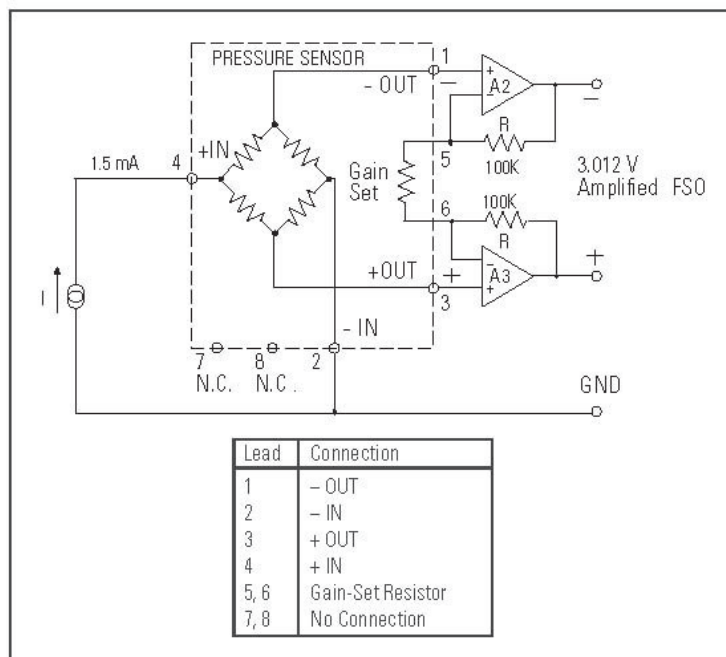 PRESSURE SENSOR
1
– OUT
–
+
A2
–
–
+IN
1.5 mA
4
R
100K
5
Gain
Set
3.012 V
Amplified FSO
6
100K
R
+OUT
+
–
A3
+
+
3
I
– IN
7
8
2
N.C.
N.C.
GND
Lead Connection
1 – OUT
2 – IN
3 + OUT
4 + IN
5, 6 Gain-Set Resistor
7, 8 No Connection